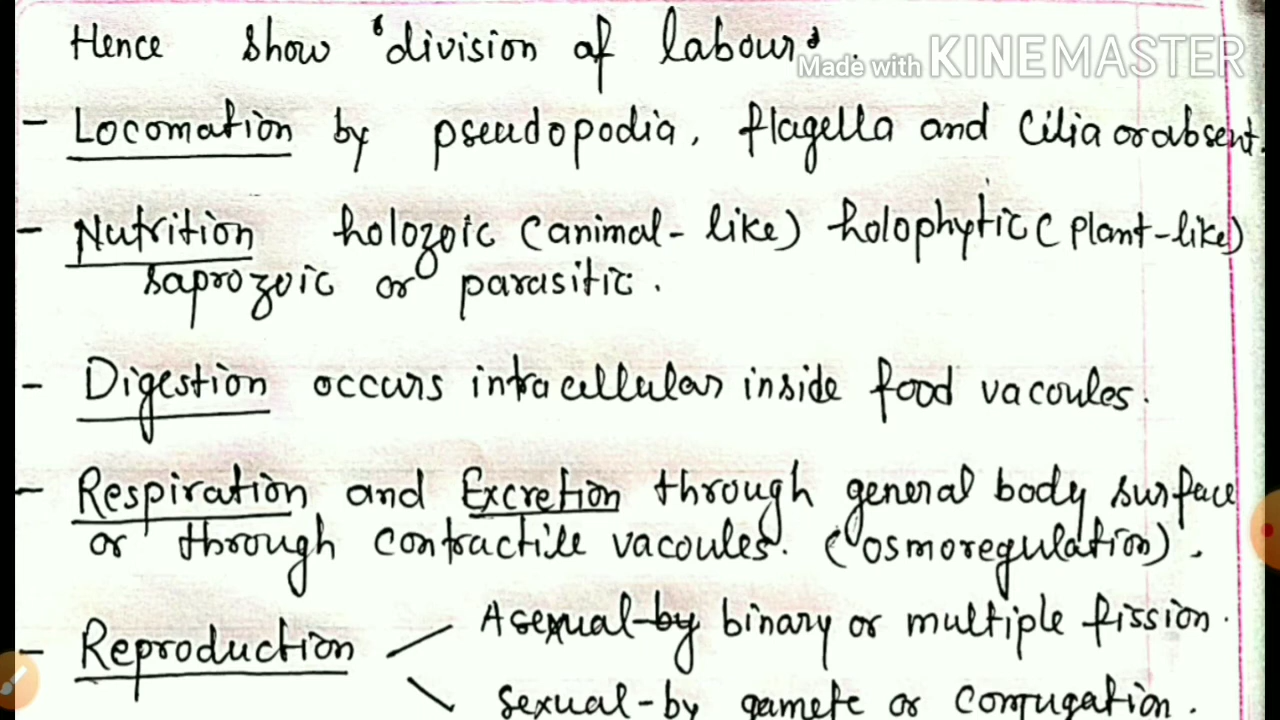 Hence show 'division of labour'.
Made with KINEMASTER
- Locomation by pseudopodia, flagella and Cilia or absent.
- Nutrition holozoic (animal-like) holophytic (Plant-like)
saprozoic or parasitic.
- Digestion occurs intracellular inside food vacoules.
- Respiration and Excretion through general body surface
or through contractile vacoules. (osmoregulation).
- Reproduction
Asexual-by binary or multiple fission.
sexual-by gamete or conjugation.